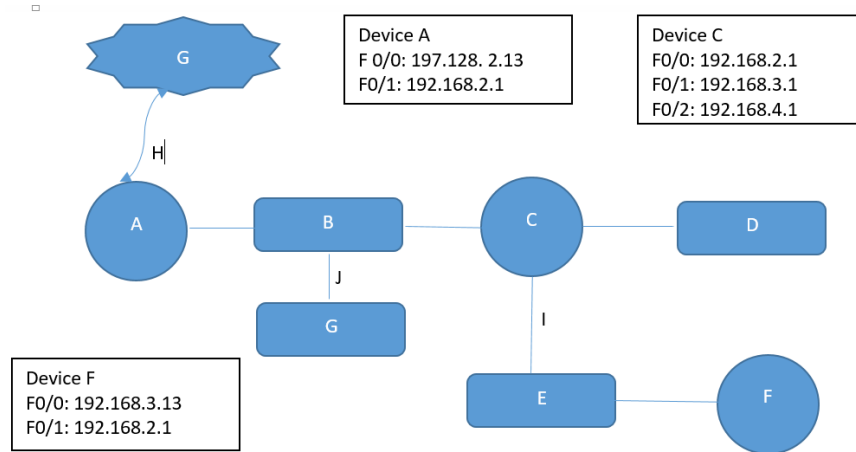 G
Device A
F 0/0: 197.128. 2.13
F0/1: 192.168.2.1
Device C
F0/0: 192.168.2.1
F0/1: 192.168.3.1
F0/2: 192.168.4.1
H
A
B
C
D
J
G
I
Device F
F0/0: 192.168.3.13
F0/1: 192.168.2.1
E
F